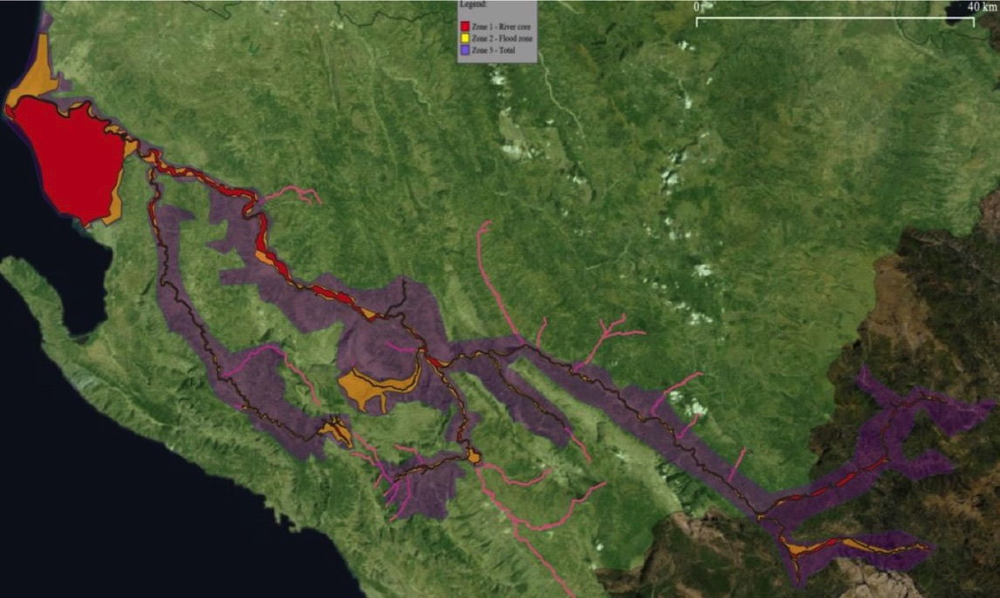 Legend:
Zone 1 - River core
Zone 2 - Flood zone
Zone 3 - Total
0 40 km